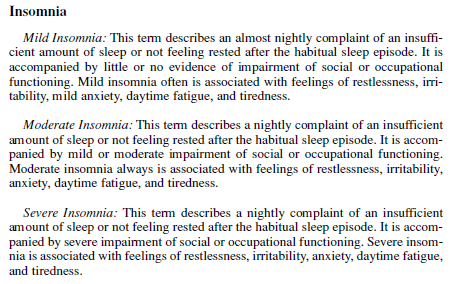 Insomnia
Mild Insomnia: This term describes an almost nightly complaint of an insuffi-
cient amount of sleep or not feeling rested after the habitual sleep episode. It is
accompanied by little or no evidence of impairment of social or occupational
functioning. Mild insomnia often is associated with feelings of restlessness, irri-
tability, mild anxiety, daytime fatigue, and tiredness.
Moderate Insomnia: This term describes a nightly complaint of an insufficient
amount of sleep or not feeling rested after the habitual sleep episode. It is accom-
panied by mild or moderate impairment of social or occupational functioning.
Moderate insomnia always is associated with feelings of restlessness, irritability,
anxiety, daytime fatigue, and tiredness.
Severe Insomnia: This term describes a nightly complaint of an insufficient
amount of sleep or not feeling rested after the habitual sleep episode. It is accom-
panied by severe impairment of social or occupational functioning. Severe insom-
nia is associated with feelings of restlessness, irritability, anxiety, daytime fatigue,
and tiredness.